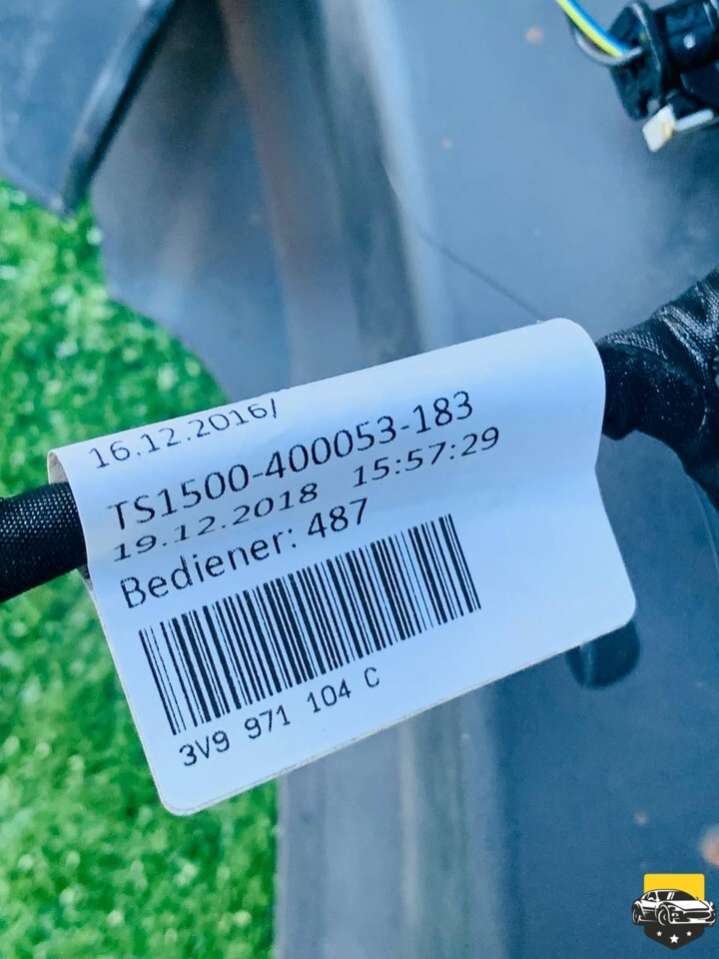 16.12.2016/
TS1500-400053-183
19.12.2018 15:57:29
Bediener: 487
3V9 971 104 C